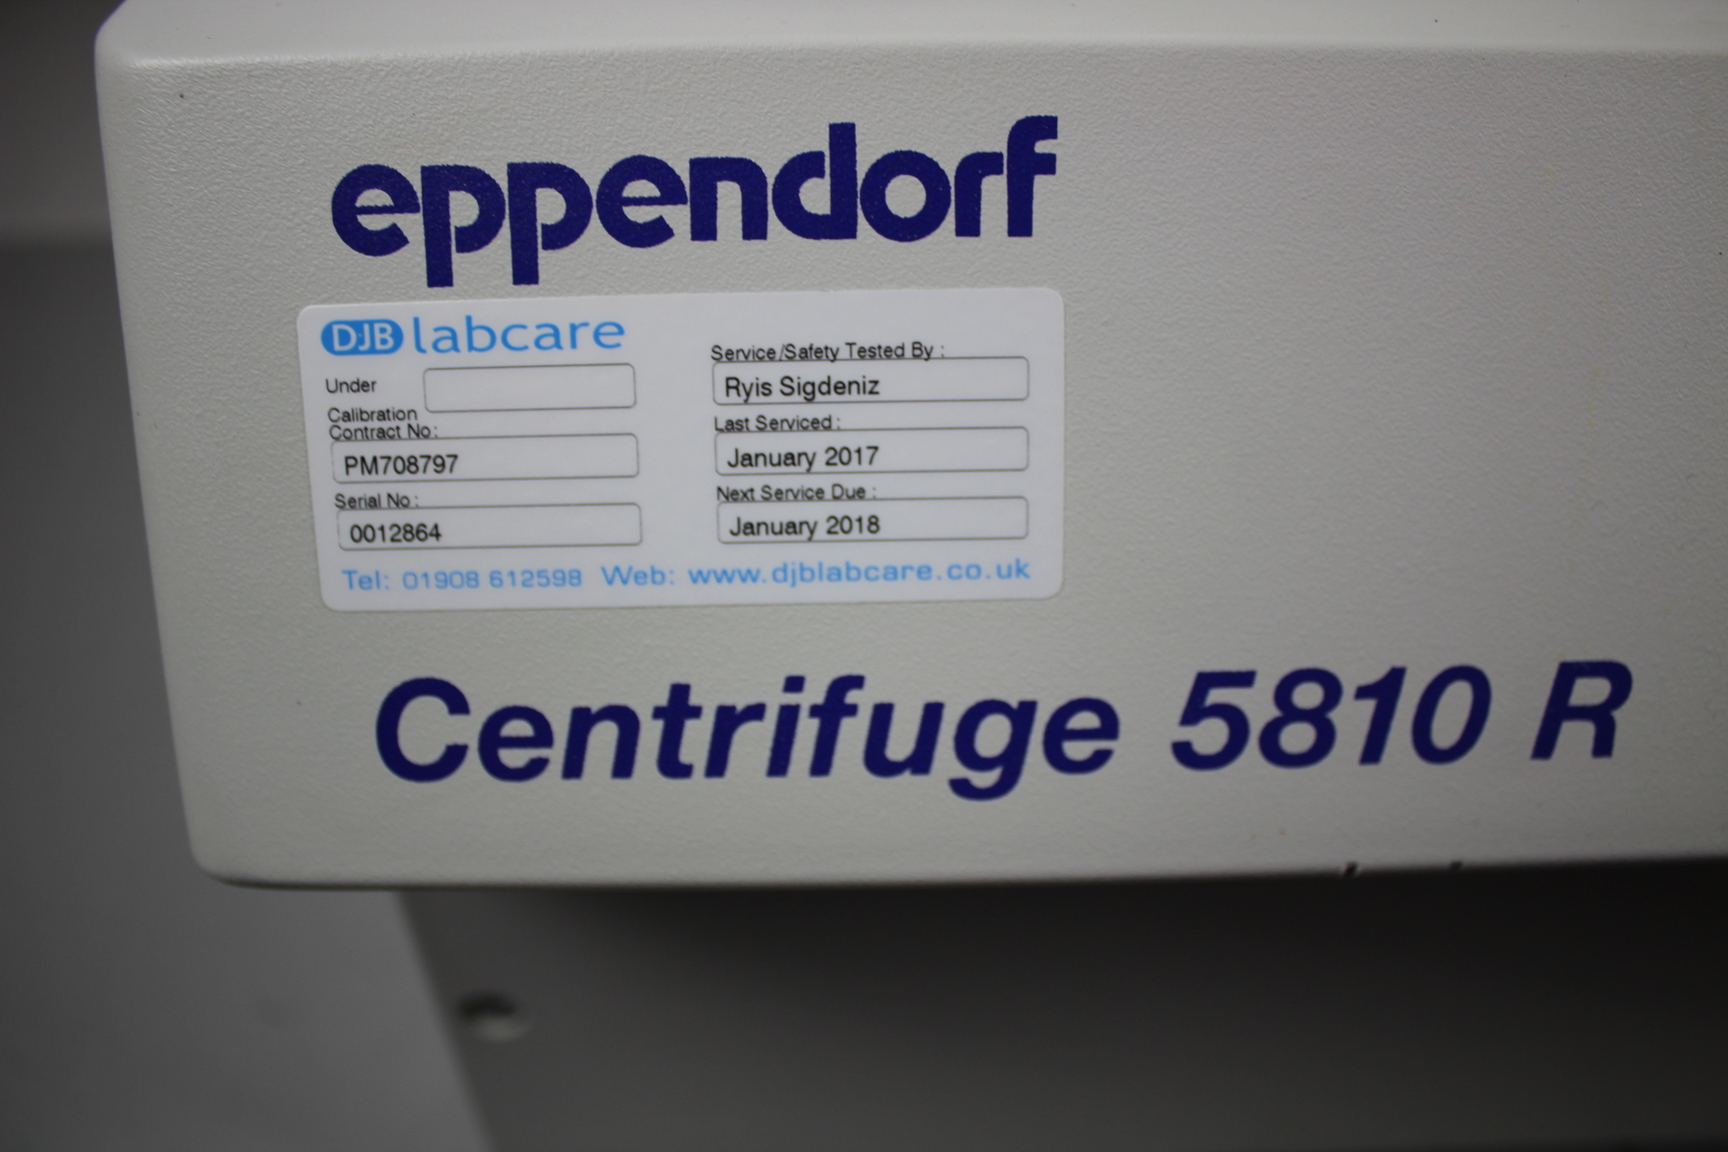 eppendorf
DJB labcare
Under
Calibration
Contract No:
PM708797
Serial No:
0012864
Service/Safety Tested By :
Ryis Sigdeniz
Last Serviced :
January 2017
Next Service Due :
January 2018
Tel: 01908 612598 Web: www.djblabcare.co.uk
Centrifuge 5810 R